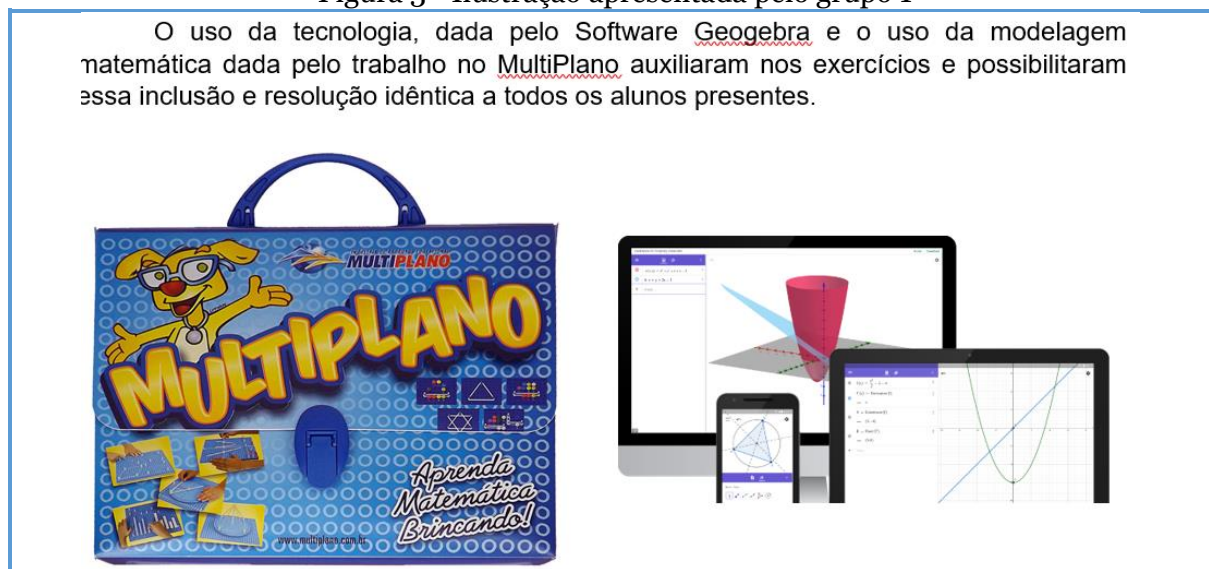 O uso da tecnologia, dada pelo Software Geogebra e o uso da modelagem
matemática dada pelo trabalho no MultiPlano auxiliaram nos exercícios e possibilitaram
essa inclusão e resolução idêntica a todos os alunos presentes.
MULTIPLANO
MULTIPLANO
Aprenda
Matemática
Brincando!
www.multiplano.com.br